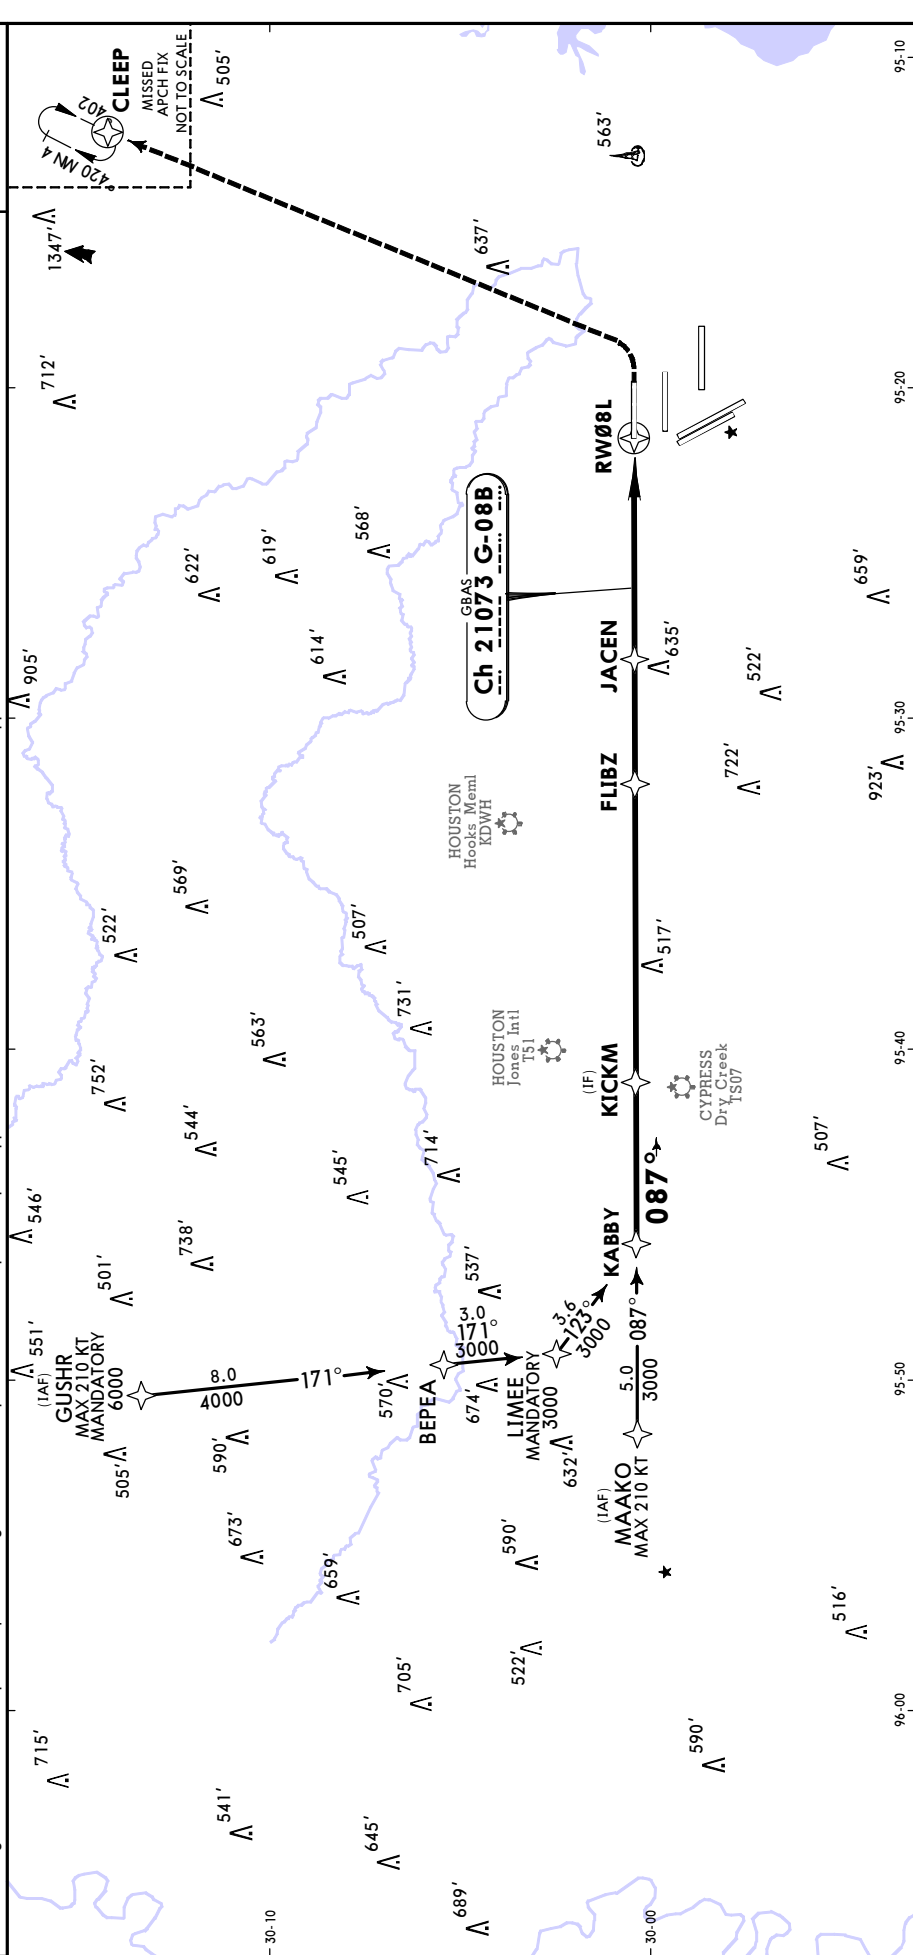 CLEEP
MISSED
APCH FIX
NOT TO SCALE
402
°420 MN 4
505'
1347'
712'
637'
563'
95-10
95-20
RWØ8L
GBAS
Ch 21073 G-08B
568'
619'
622'
614'
905'
JACEN
635'
659'
522'
722'
923'
95-30
FLIBZ
HOUSTON
Hooks Meml
KDWH
569'
522'
507'
731'
517'
563'
HOUSTON
Jones Intl
T51
95-40
(IF)
KICKM
CYPRESS
Dry Creek
TS07
752'
544'
545'
714'
507'
546'
738'
501'
537'
KABBY
087°
551'
(IAF)
GUSHR
MAX 210 KT
MANDATORY
6000
8.0
4000
171°
570'
BEPEA
3.0
171°
3000
674'
LIMEE
MANDATORY
3000
3.6
123°
3000
5.0
3000
087°
95-50
505'
590'
632'
(IAF)
MAAKO
MAX 210 KT
673'
659'
590'
522'
516'
705'
590'
96-00
715'
541'
645'
689'
30-10
30-00